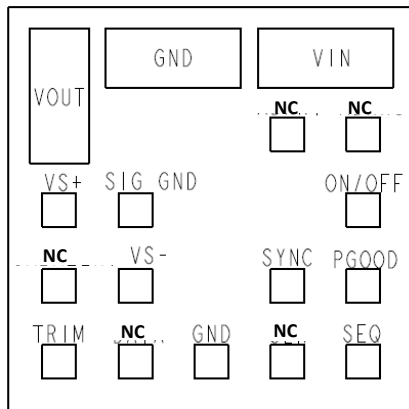 GND VIN
VOUT
NC NC
VS+ SIG GND ON/OFF
NC VS- SYNC PGOOD
TRIM NC GND NC SEQ